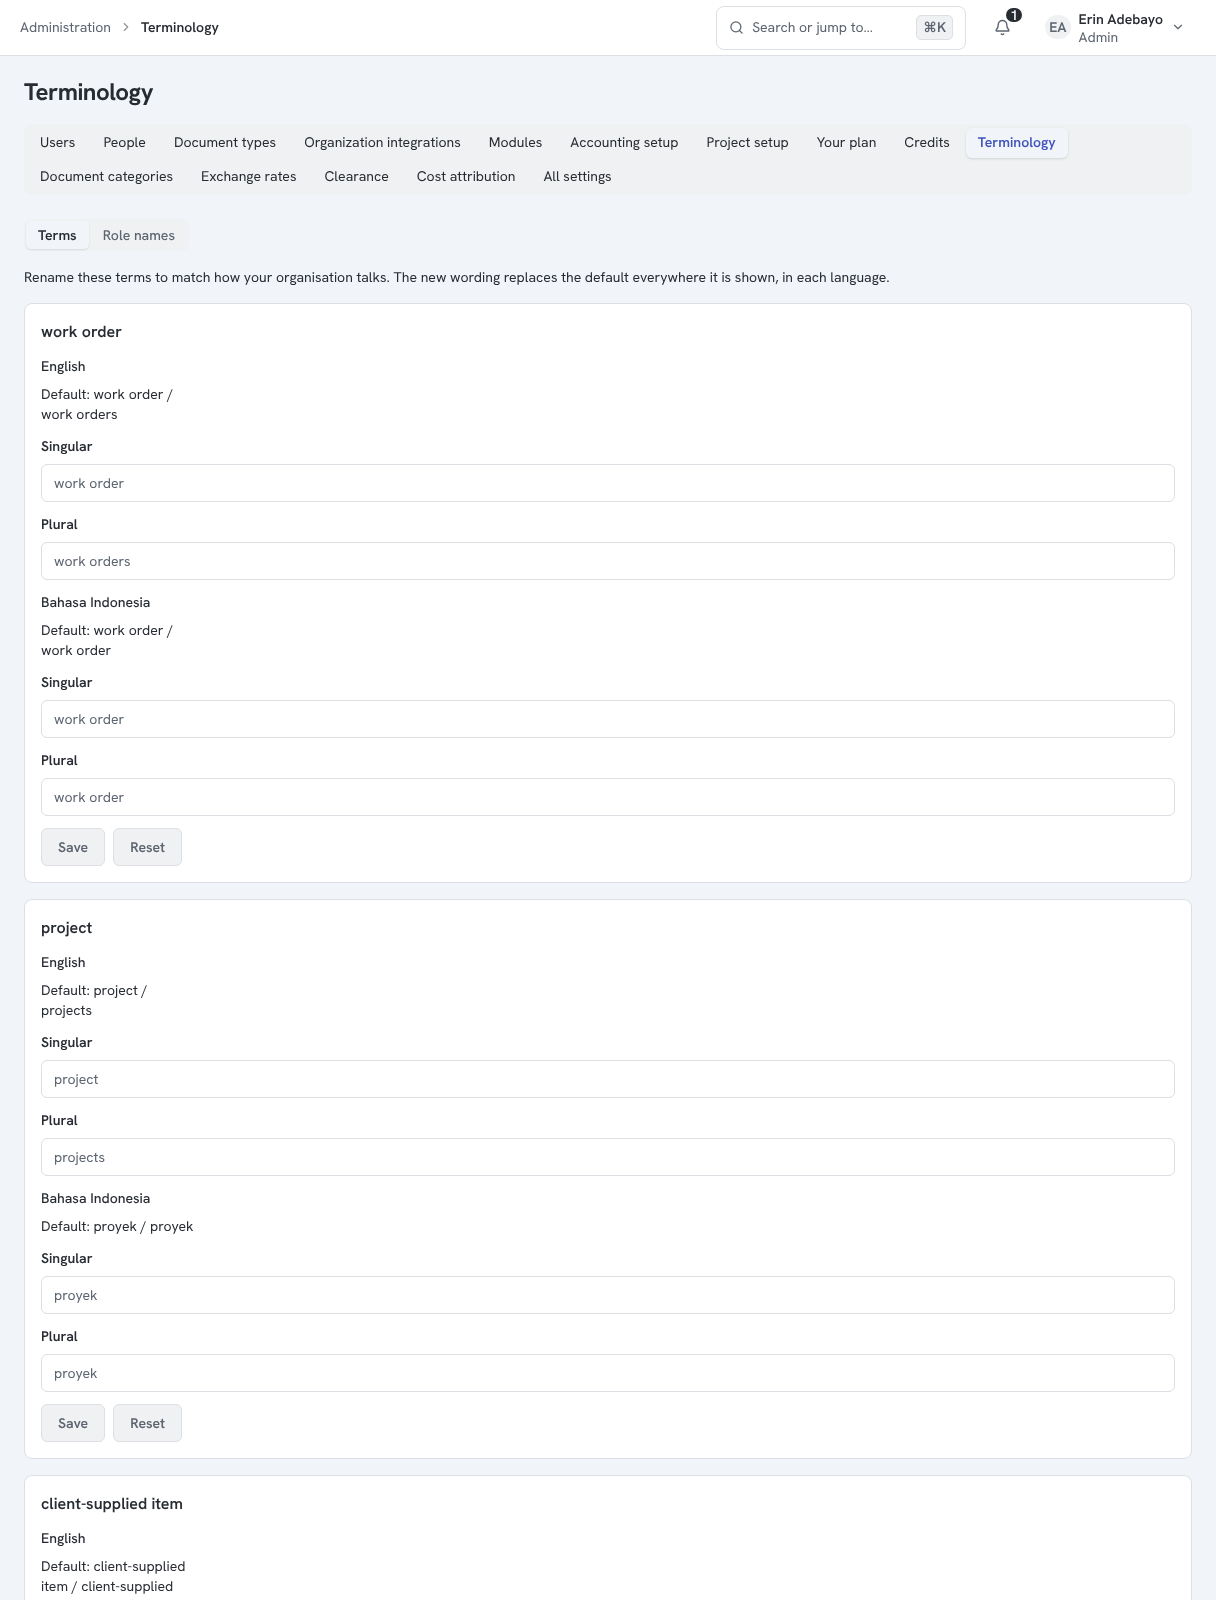 Administration > Terminology
Search or jump to...
⌘K
1
EA
Erin Adebayo
Admin
Terminology
Users People Document types Organization integrations Modules Accounting setup Project setup Your plan Credits Terminology
Document categories Exchange rates Clearance Cost attribution All settings
Terms Role names
Rename these terms to match how your organisation talks. The new wording replaces the default everywhere it is shown, in each language.
work order
English
Default: work order /
work orders
Singular
work order
Plural
work orders
Bahasa Indonesia
Default: work order /
work order
Singular
work order
Plural
work order
Save Reset
project
English
Default: project /
projects
Singular
project
Plural
projects
Bahasa Indonesia
Default: proyek / proyek
Singular
proyek
Plural
proyek
Save Reset
client-supplied item
English
Default: client-supplied
item / client-supplied